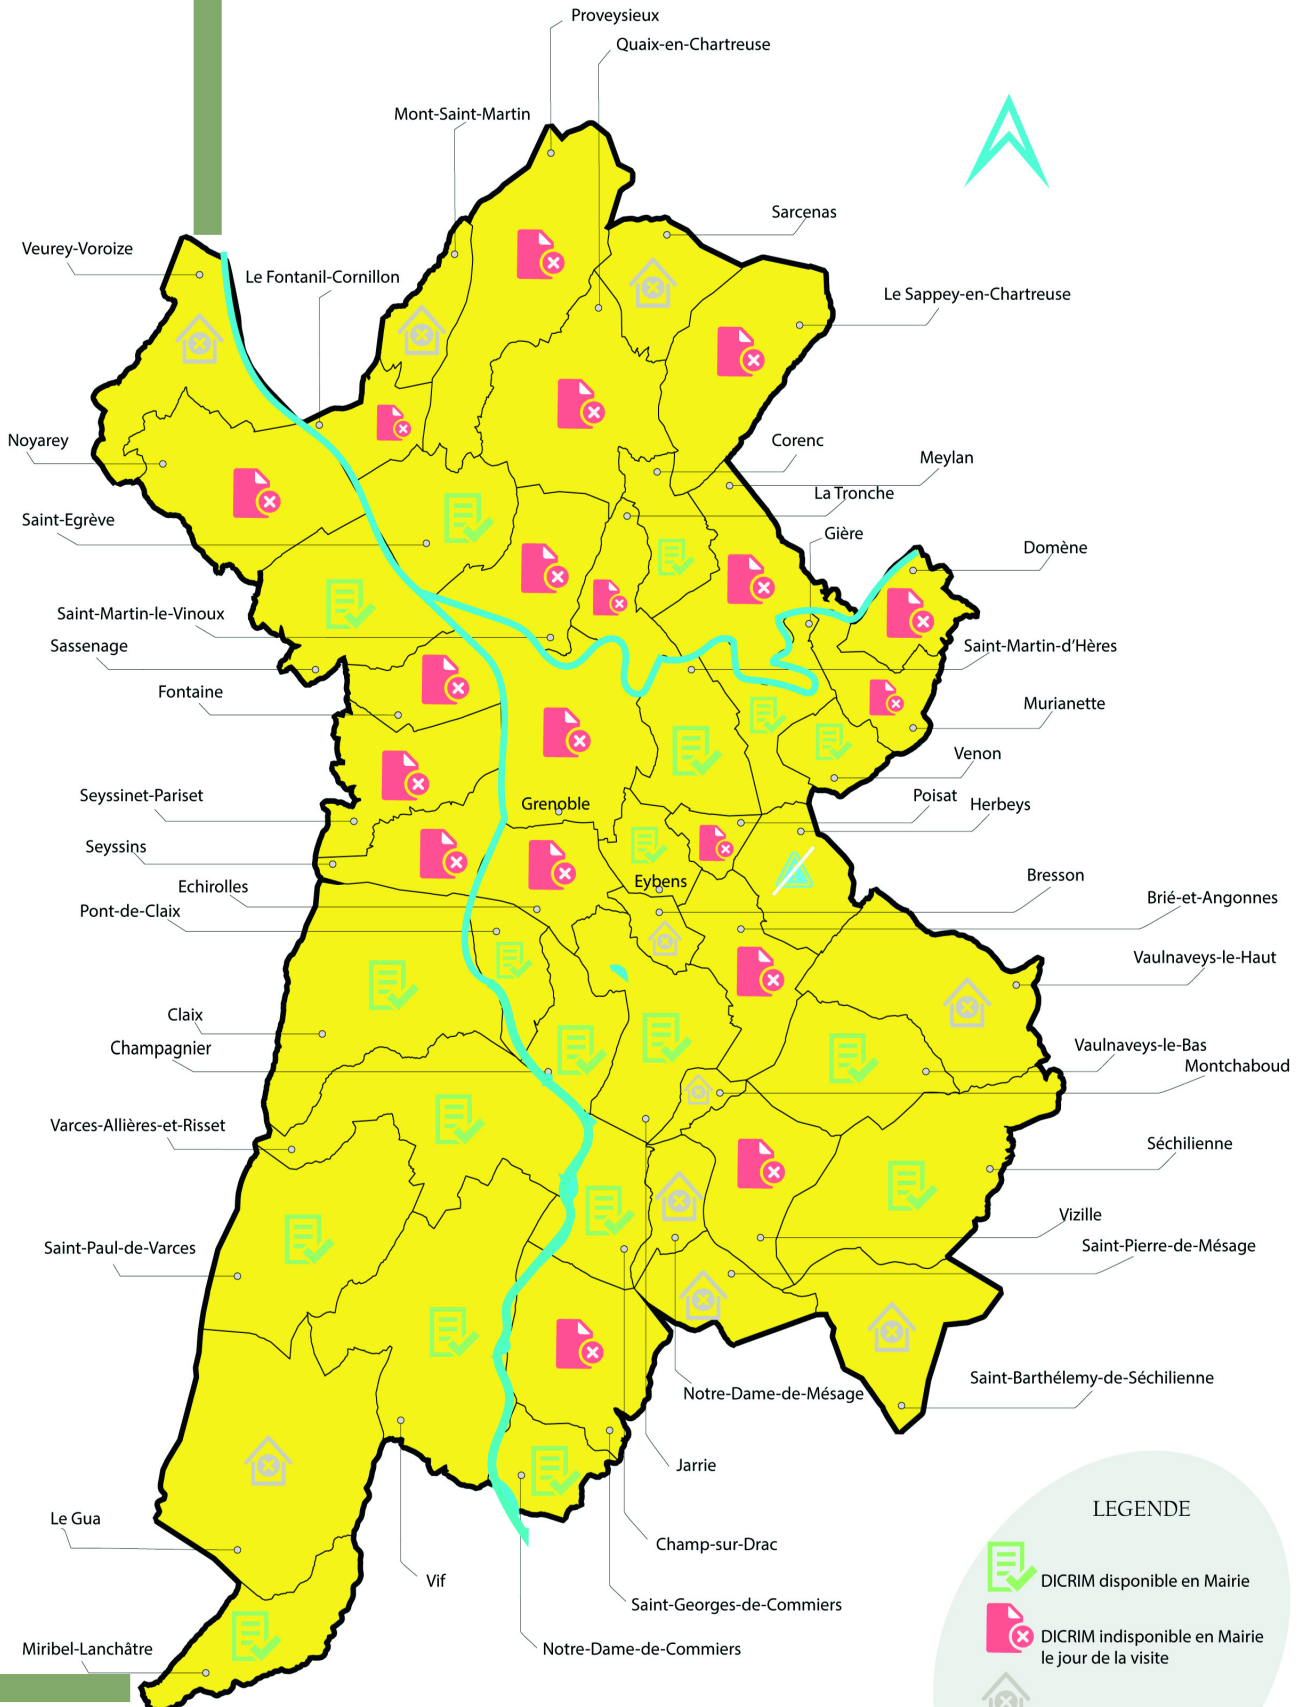 Proveysieux
Quaix-en-Chartreuse
Mont-Saint-Martin
Sarcenas
Veurey-Voroize
Le Fontanil-Cornillon
Le Sappey-en-Chartreuse
Noyarey
Corenc
Meylan
La Tronche
Saint-Egrève
Gière
Domène
Saint-Martin-le-Vinoux
Sassenage
Saint-Martin-d'Hères
Fontaine
Murianette
Venon
Seyssinet-Pariset
Grenoble
Poisat
Herbeys
Seyssins
Echirolles
Eybens
Bresson
Brié-et-Angonnes
Pont-de-Claix
Vaulnaveys-le-Haut
Claix
Champagnier
Vaulnaveys-le-Bas
Montchaboud
Varces-Allières-et-Risset
Séchilienne
Vizille
Saint-Paul-de-Varces
Saint-Pierre-de-Mésage
Notre-Dame-de-Mésage
Saint-Barthélemy-de-Séchilienne
Jarrie
Le Gua
Champ-sur-Drac
Vif
Saint-Georges-de-Commiers
Miribel-Lanchâtre
Notre-Dame-de-Commiers
LEGENDE
DICRIM disponible en Mairie
DICRIM indisponible en Mairie
le jour de la visite